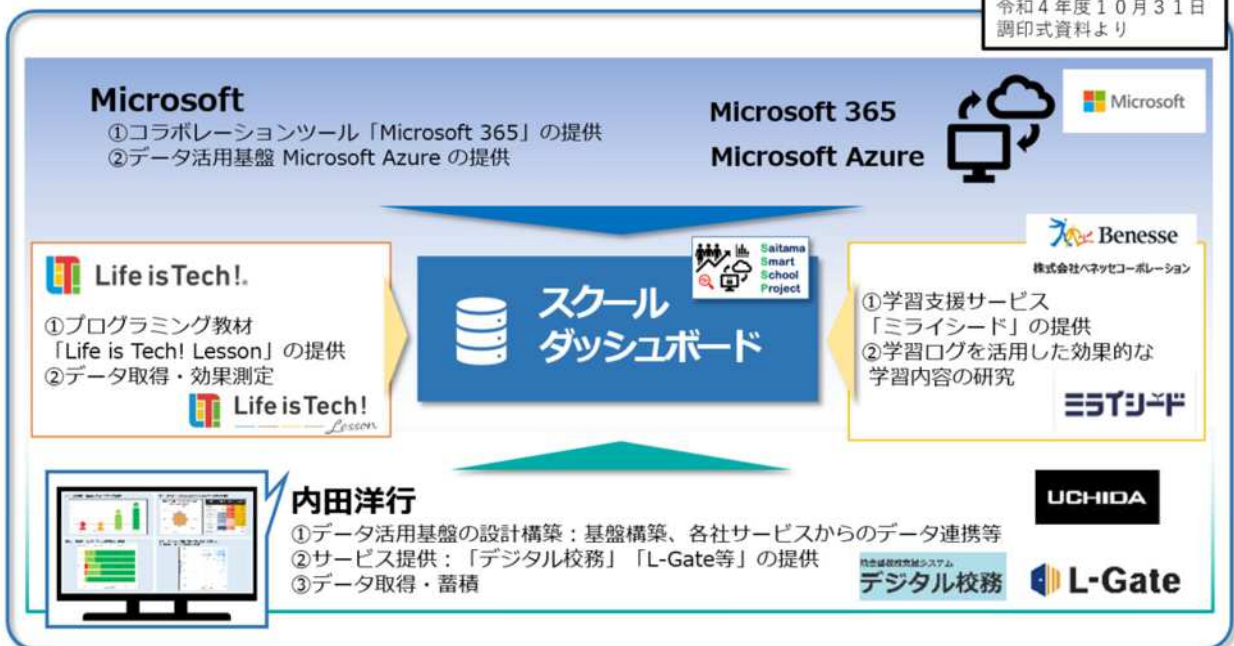 令和４年度１０月３１日
調印式資料より
Microsoft
①コラボレーションツール「Microsoft 365」の提供
②データ活用基盤 Microsoft Azure の提供
Microsoft 365
Microsoft Azure
Microsoft
Life is Tech!
①プログラミング教材
「Life is Tech! Lesson」の提供
②データ取得・効果測定
Life is Tech!
Lesson
スクール
ダッシュボード
Saitama
Smart
School
Project
Benesse
株式会社ベネッセコーポレーション
①学習支援サービス
「ミライシード」の提供
②学習ログを活用した効果的な
学習内容の研究
ミライシード
内田洋行
①データ活用基盤の設計構築：基盤構築、各社サービスからのデータ連携等
②サービス提供：「デジタル校務」「L-Gate等」の提供
③データ取得・蓄積
UCHIDA
デジタル校務
L-Gate